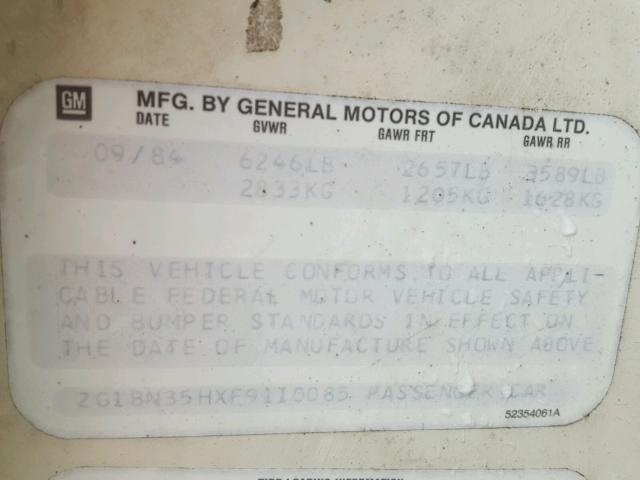 GM
MFG. BY GENERAL MOTORS OF CANADA LTD.
DATE GVWR GAWR FRT GAWR RR
09/84 6246LB 2657LB 3589LB
2833KG 1205KG 1628KG
THIS VEHICLE CONFORMS TO ALL APPLI-
CABLE FEDERAL MOTOR VEHICLE SAFETY
AND BUMPER STANDARDS IN EFFECT ON
THE DATE OF MANUFACTURE SHOWN ABOVE
2G1BN35HXF9110085 PASSENGER CAR
52354061A